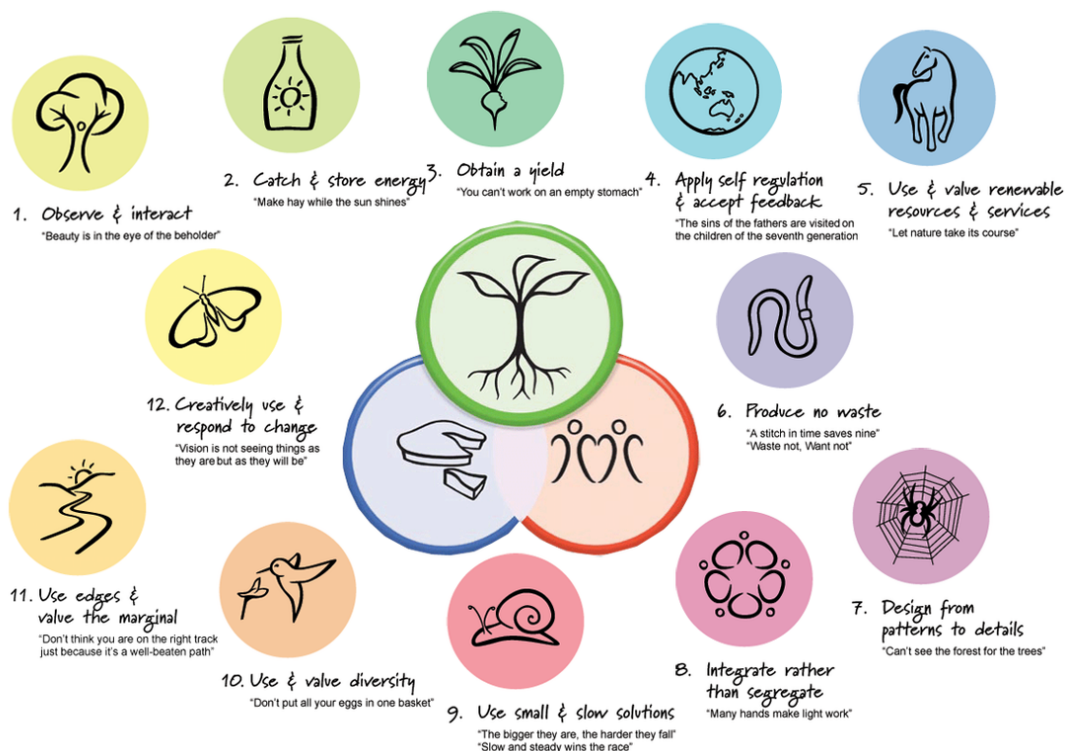 1. Observe & interact
"Beauty is in the eye of the beholder"
2. Catch & store energy
"Make hay while the sun shines"
3. Obtain a yield
"You can't work on an empty stomach"
4. Apply self regulation
& accept feedback
"The sins of the fathers are visited on
the children of the seventh generation
5. Use & value renewable
resources & services
"Let nature take its course"
6. Produce no waste
"A stitch in time saves nine"
"Waste not, Want not"
7. Design from
patterns to details
"Can't see the forest for the trees"
8. Integrate rather
than segregate
"Many hands make light work"
9. Use small & slow solutions
"The bigger they are, the harder they fall"
"Slow and steady wins the race"
10. Use & value diversity
"Don't put all your eggs in one basket"
11. Use edges &
value the marginal
"Don't think you are on the right track
just because it's a well-beaten path"
12. Creatively use &
respond to change
"Vision is not seeing things as
they are but as they will be"